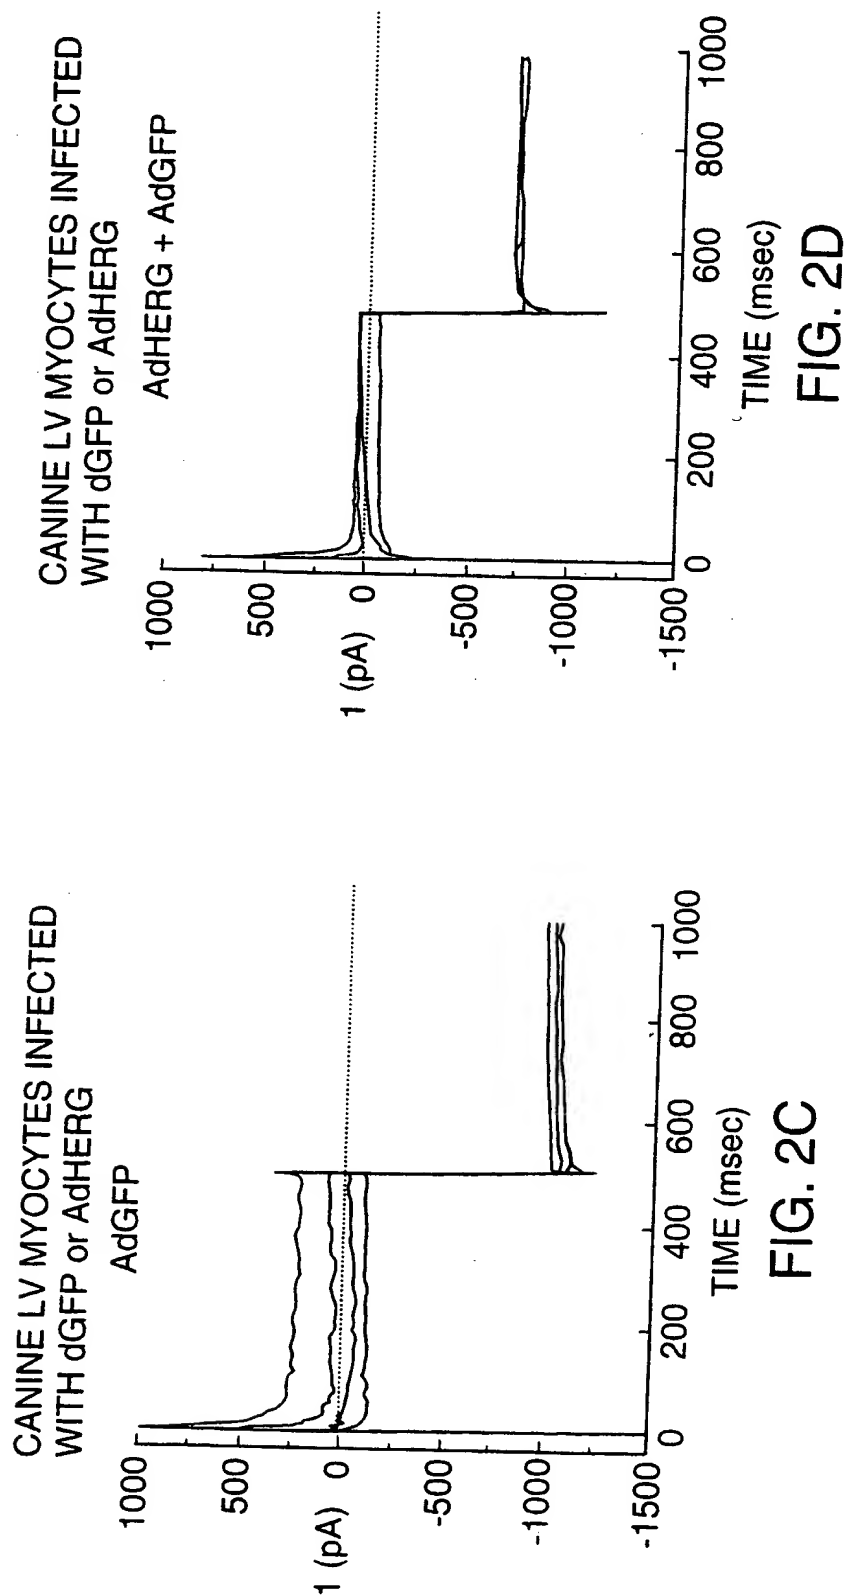 CANINE LV MYOCYTES INFECTED
WITH dGFP or AdHERG
AdGFP
1000
500
1 (pA) 0
-500
-1000
-1500
0 200 400 600 800 1000
TIME (msec)
FIG. 2C
CANINE LV MYOCYTES INFECTED
WITH dGFP or AdHERG
AdHERG + AdGFP
1000
500
1 (pA) 0
-500
-1000
-1500
0 200 400 600 800 1000
TIME (msec)
FIG. 2D